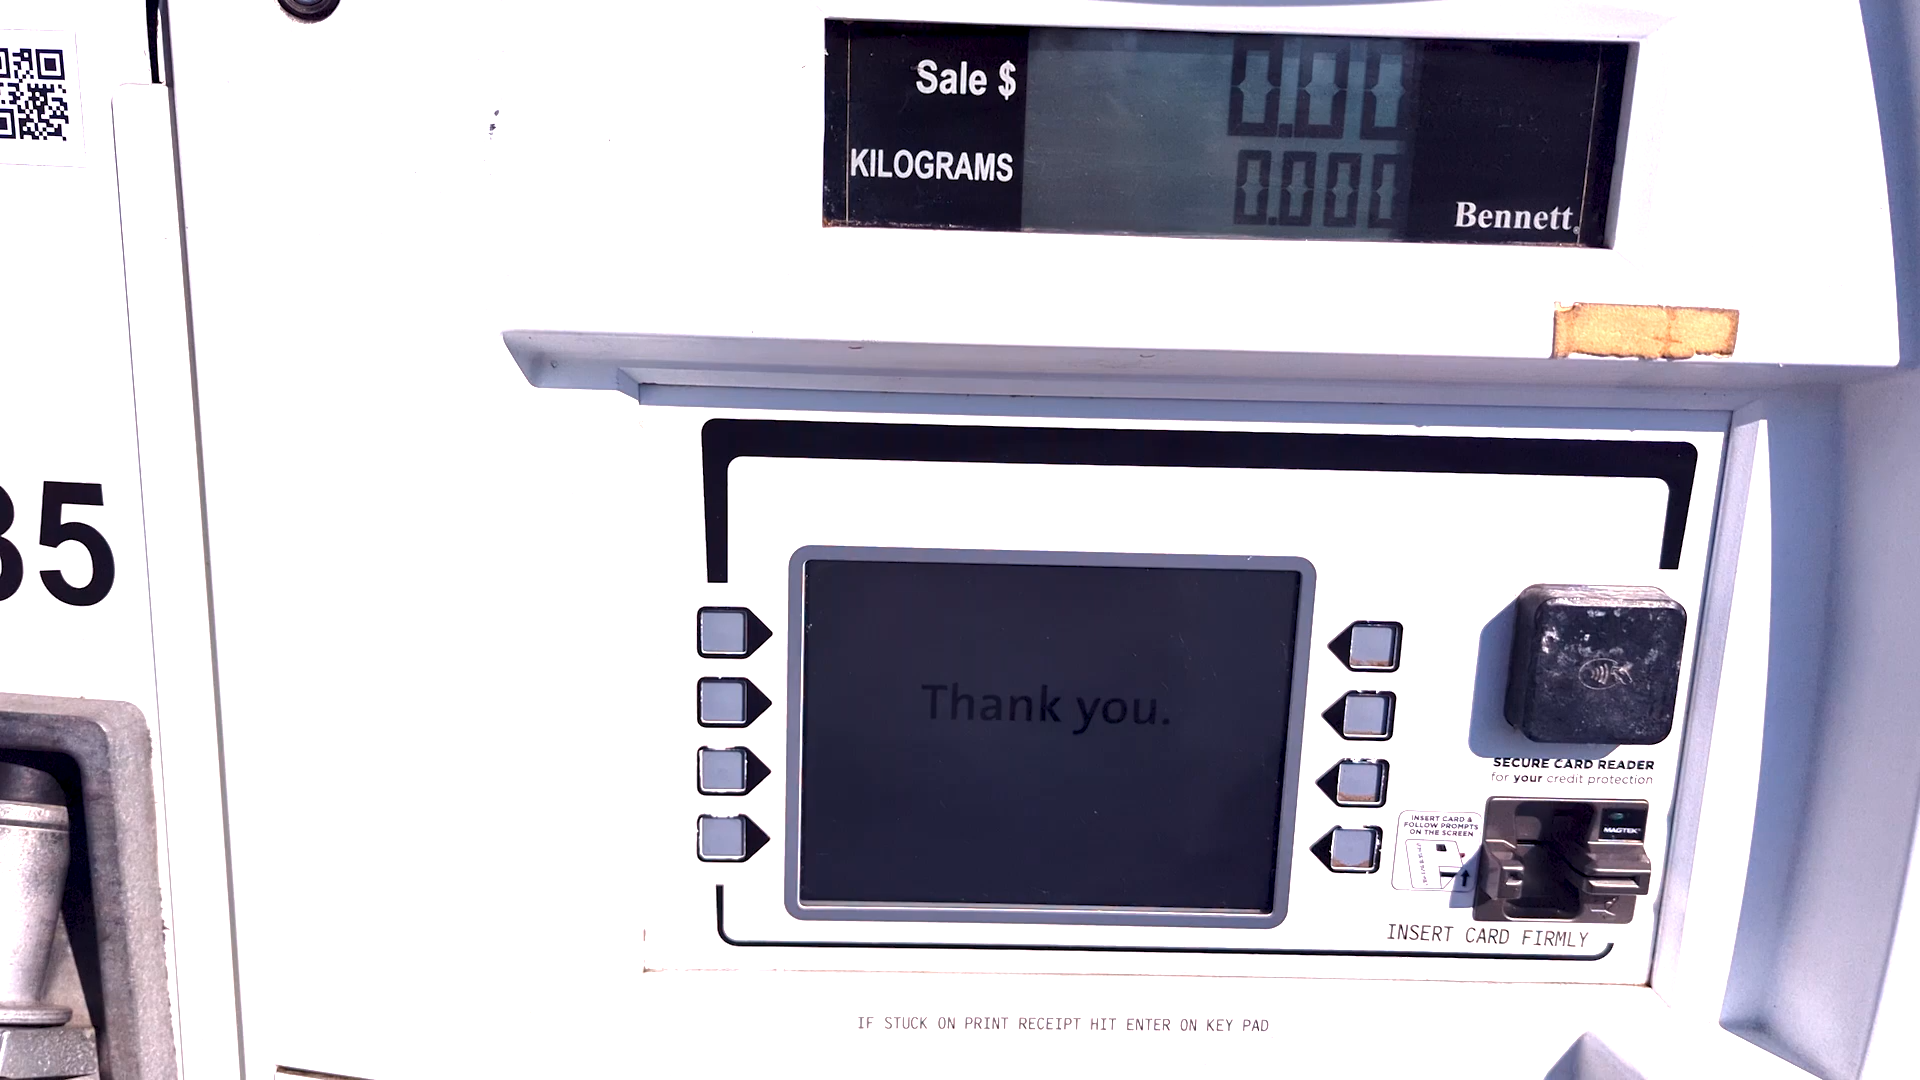 Sale $
0.00
KILOGRAMS
0.000
Bennett
35
Thank you.
SECURE CARD READER
for your credit protection
INSERT CARD &
FOLLOW PROMPTS
ON THE SCREEN
MAGTEK
INSERT CARD FIRMLY
IF STUCK ON PRINT RECEIPT HIT ENTER ON KEY PAD